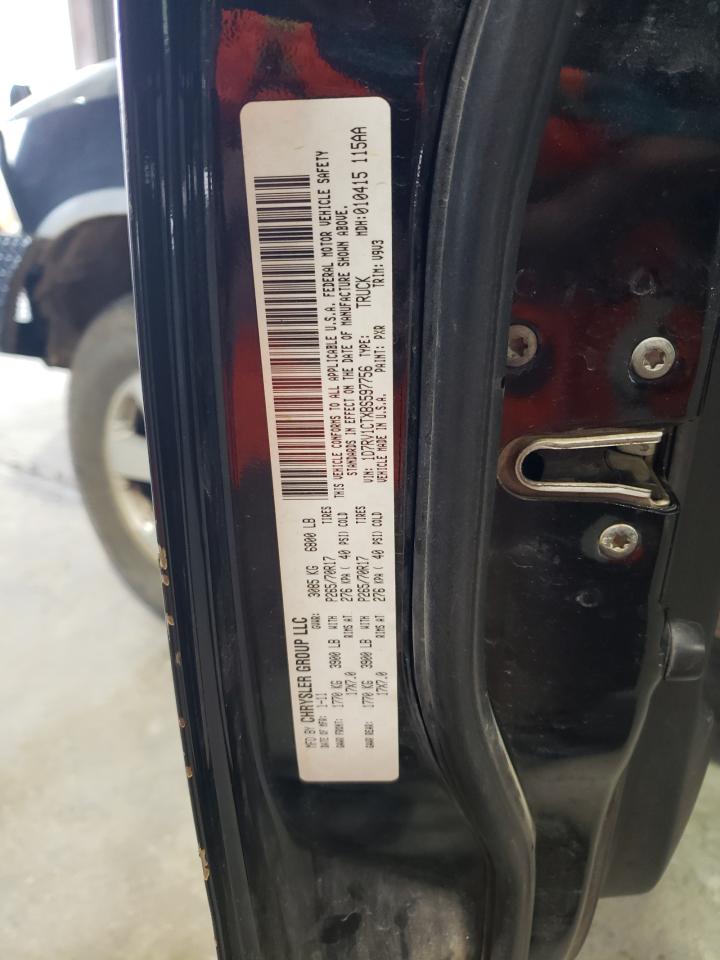 MFD BY CHRYSLER GROUP LLC
DATE OF MFR: 1-11 GVWR: 3085 KG 6800 LB
GAWR FRONT: 1770 KG 3900 LB WITH P265/70R17 TIRES
17X7.0 RIMS AT 276 KPA ( 40 PSI) COLD
GAWR REAR: 1770 KG 3900 LB WITH P265/70R17 TIRES
17X7.0 RIMS AT 276 KPA ( 40 PSI) COLD
THIS VEHICLE CONFORMS TO ALL APPLICABLE U.S.A. FEDERAL MOTOR VEHICLE SAFETY
STANDARDS IN EFFECT ON THE DATE OF MANUFACTURE SHOWN ABOVE.
VIN: 1D7RV1CTXBS597756 TYPE: TRUCK MDH:010415 115AA
VEHICLE MADE IN U.S.A. PAINT: PXR TRIM: V9V3